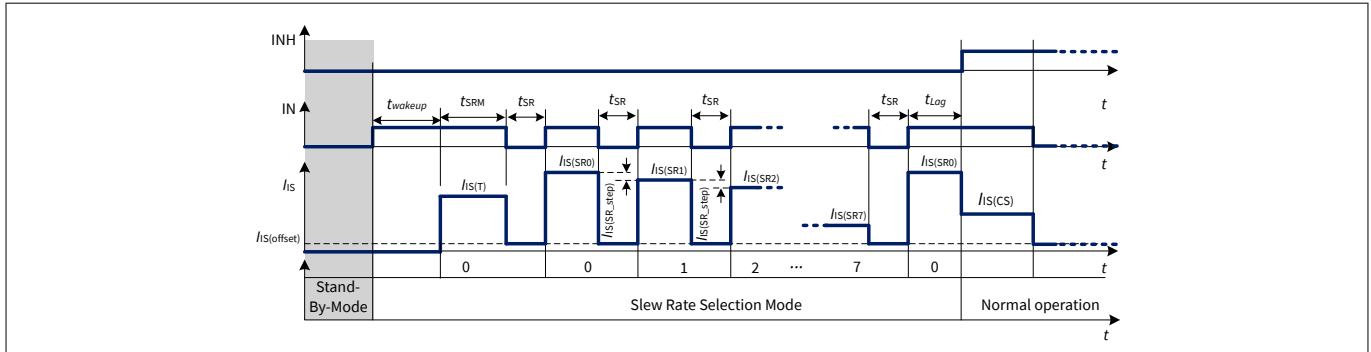 INH
t
IN
twakeup
tSRM
tSR
tSR
tSR
tSR
tLag
t
IIS
IIS(T)
IIS(SR0)
IIS(SR_step)
IIS(SR1)
IIS(SR_step)
IIS(SR2)
IIS(SR7)
IIS(SR0)
IIS(CS)
IIS(offset)
0
0
1
2
...
7
0
t
Stand-
By-Mode
Slew Rate Selection Mode
Normal operation
t